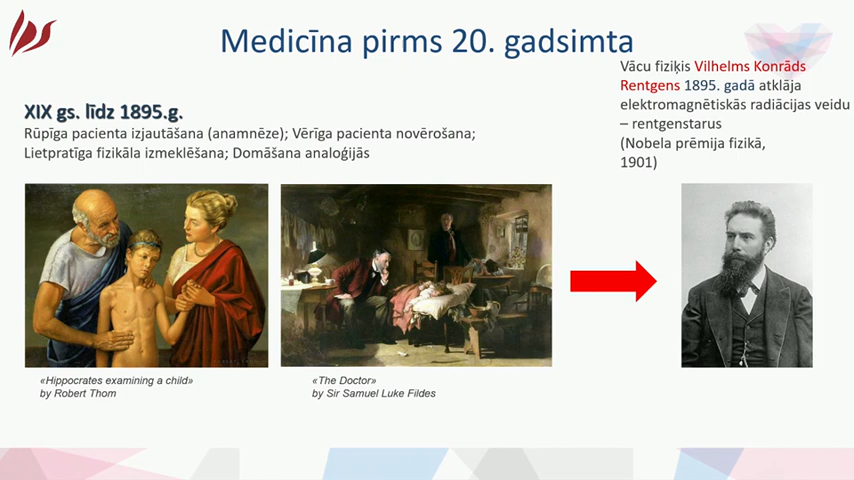 Medicīna pirms 20. gadsimta
XIX gs. līdz 1895.g.
Rūpīga pacienta izjautāšana (anamnēze); Vērīga pacienta novērošana;
Lietpratīga fizikāla izmeklēšana; Domāšana analoģijās
Vācu fiziķis Vilhelms Konrāds
Rentgens 1895. gadā atklāja
elektromagnētiskās radiācijas veidu
– rentgenstarus
(Nobela prēmija fizikā,
1901)
«Hippocrates examining a child»
by Robert Thom
«The Doctor»
by Sir Samuel Luke Fildes